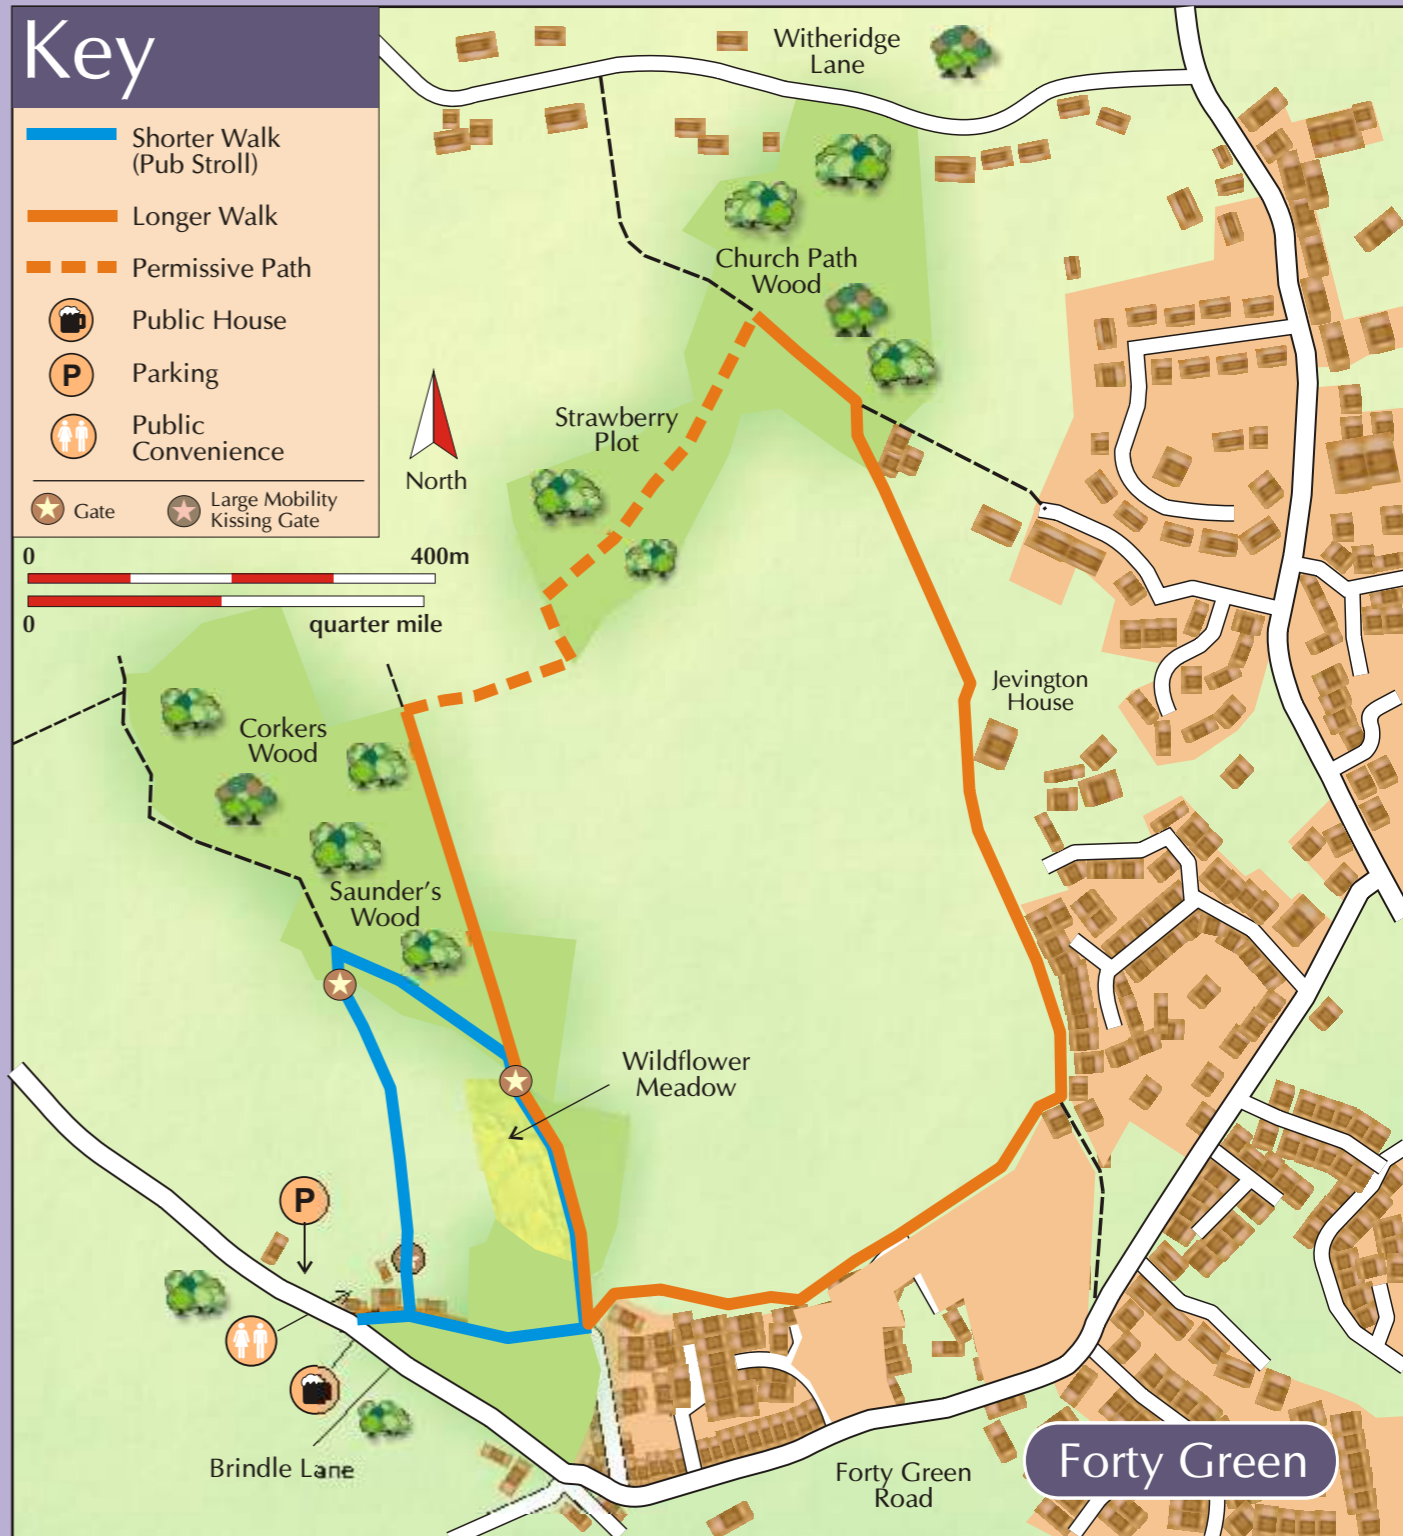 Key
Shorter Walk
(Pub Stroll)
Longer Walk
Permissive Path
Public House
P
Parking
Public
Convenience
Gate
Large Mobility
Kissing Gate
0
400m
0
quarter mile
North
Witheridge
Lane
Church Path
Wood
Strawberry
Plot
Jevington
House
Corkers
Wood
Saunder's
Wood
Wildflower
Meadow
P
Brindle Lane
Forty Green
Road
Forty Green